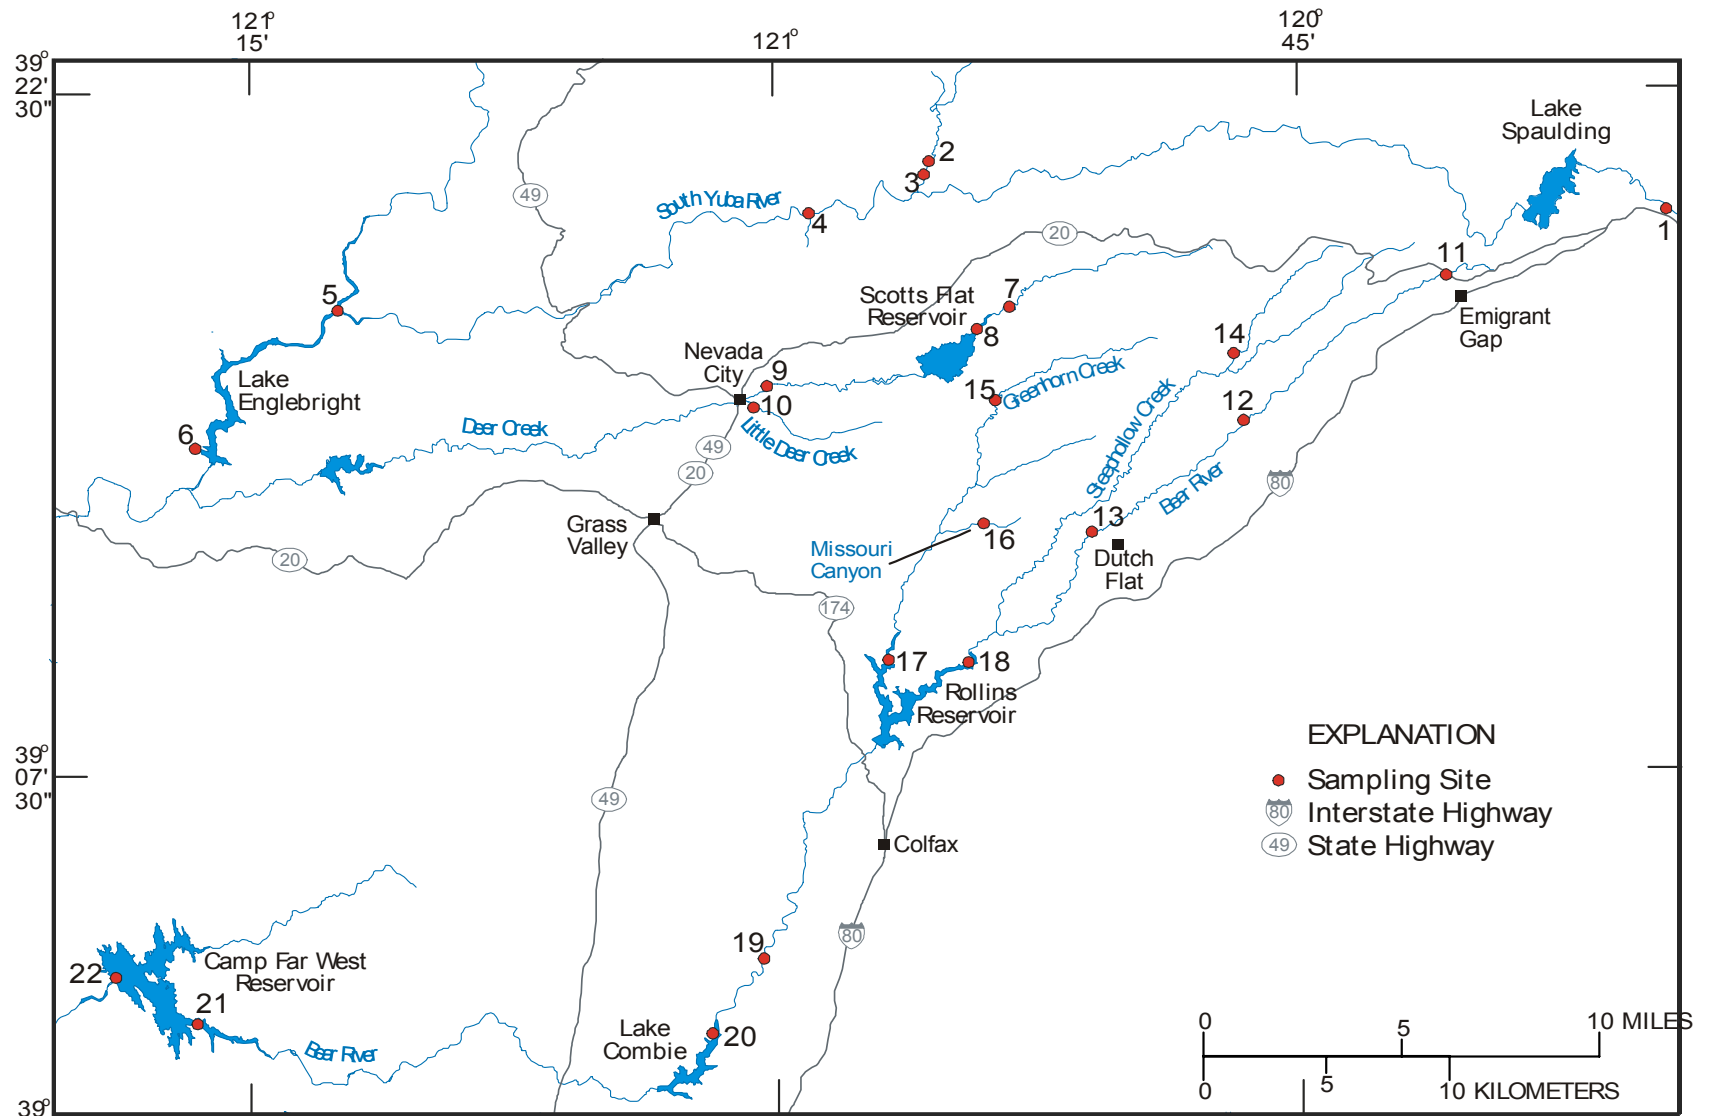 121°
15'
121°
120°
45'
39°
22'
30"
Lake
Spaulding
2
3
49
South Yuba River
4
1
20
11
5
7
Scotts Flat
Reservoir
8
Emigrant
Gap
14
Nevada
City
9
Lake
Englebright
15
Greenhorn Creek
10
12
6
Deer Creek
Little Deer Creek
Steephollow Creek
49
20
Bear River
80
Grass
Valley
13
16
Missouri
Canyon
Dutch
Flat
20
174
17
18
Rollins
Reservoir
EXPLANATION
39°
07'
30"
Sampling Site
49
80
Interstate Highway
Colfax
49
State Highway
19
80
Camp Far West
Reservoir
22
21
Lake
Combie
20
Bear River
0
5
10 MILES
0
5
10 KILOMETERS
39°